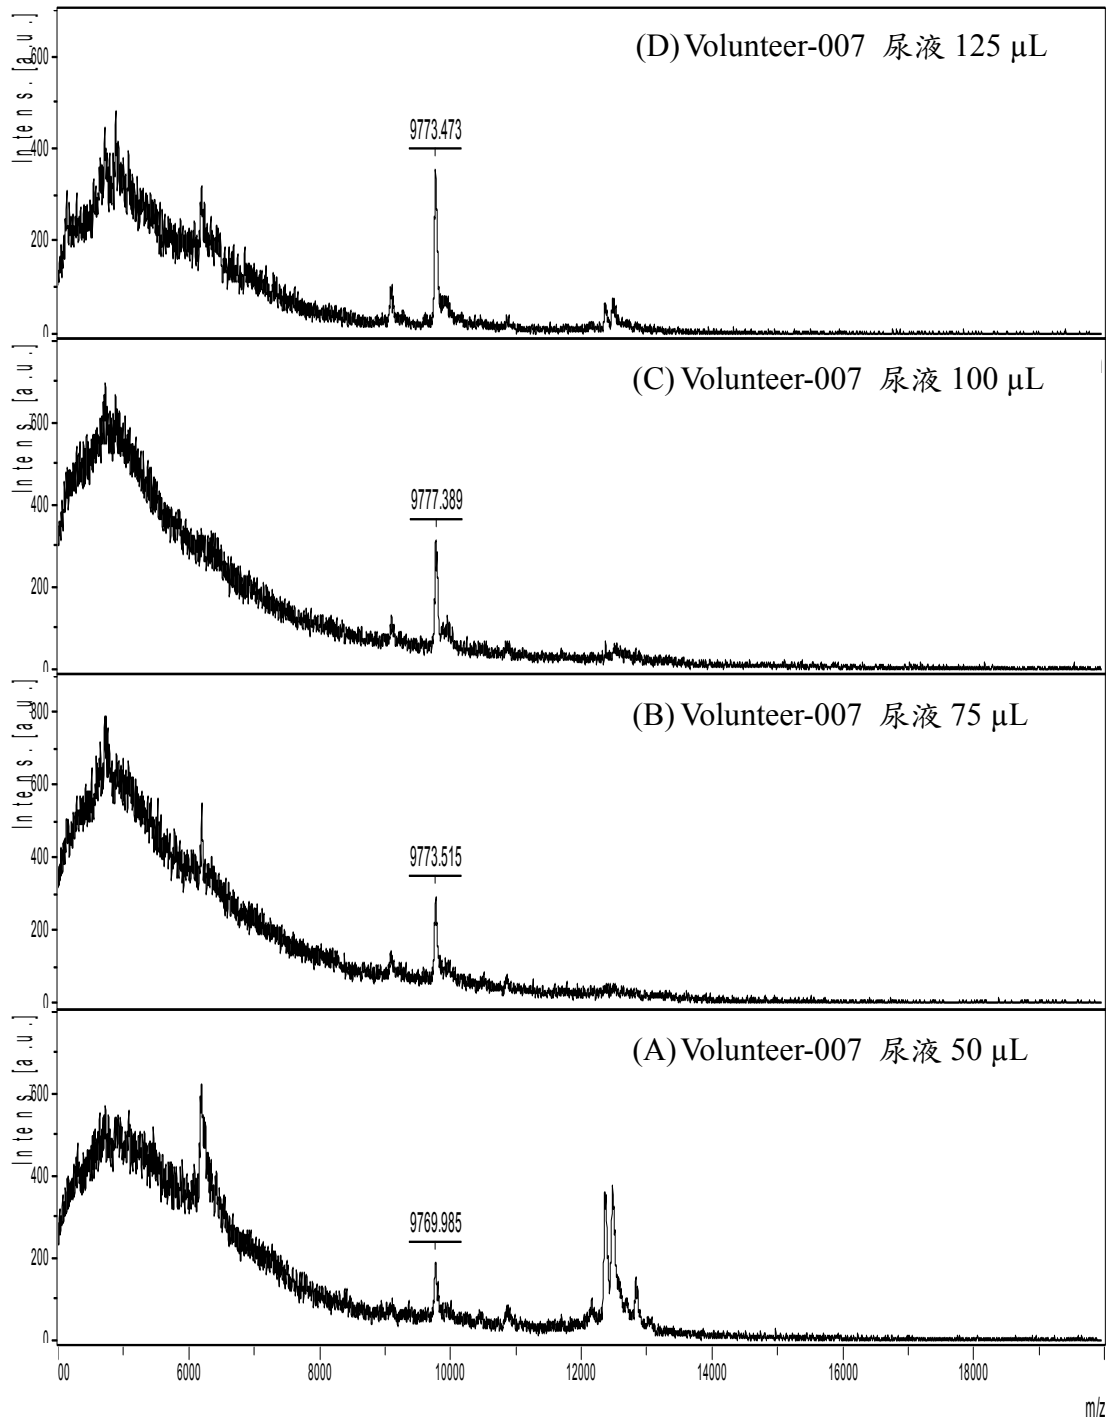 (D) Volunteer-007 尿液 125 µL
Intens. [a.u.]
600
400
200
0
9773.473
(C) Volunteer-007 尿液 100 µL
Intens. [a.u.]
600
400
200
0
9777.389
(B) Volunteer-007 尿液 75 µL
Intens. [a.u.]
800
600
400
200
0
9773.515
(A) Volunteer-007 尿液 50 µL
Intens. [a.u.]
600
400
200
0
9769.985
00 6000 8000 10000 12000 14000 16000 18000
m/z